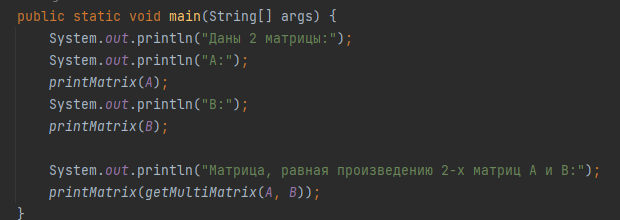 public static void main(String[] args) {
    System.out.println("Даны 2 матрицы:");
    System.out.println("A:");
    printMatrix(A);
    System.out.println("B:");
    printMatrix(B);

    System.out.println("Матрица, равная произведению 2-х матриц A и B:");
    printMatrix(getMultiMatrix(A, B));
}